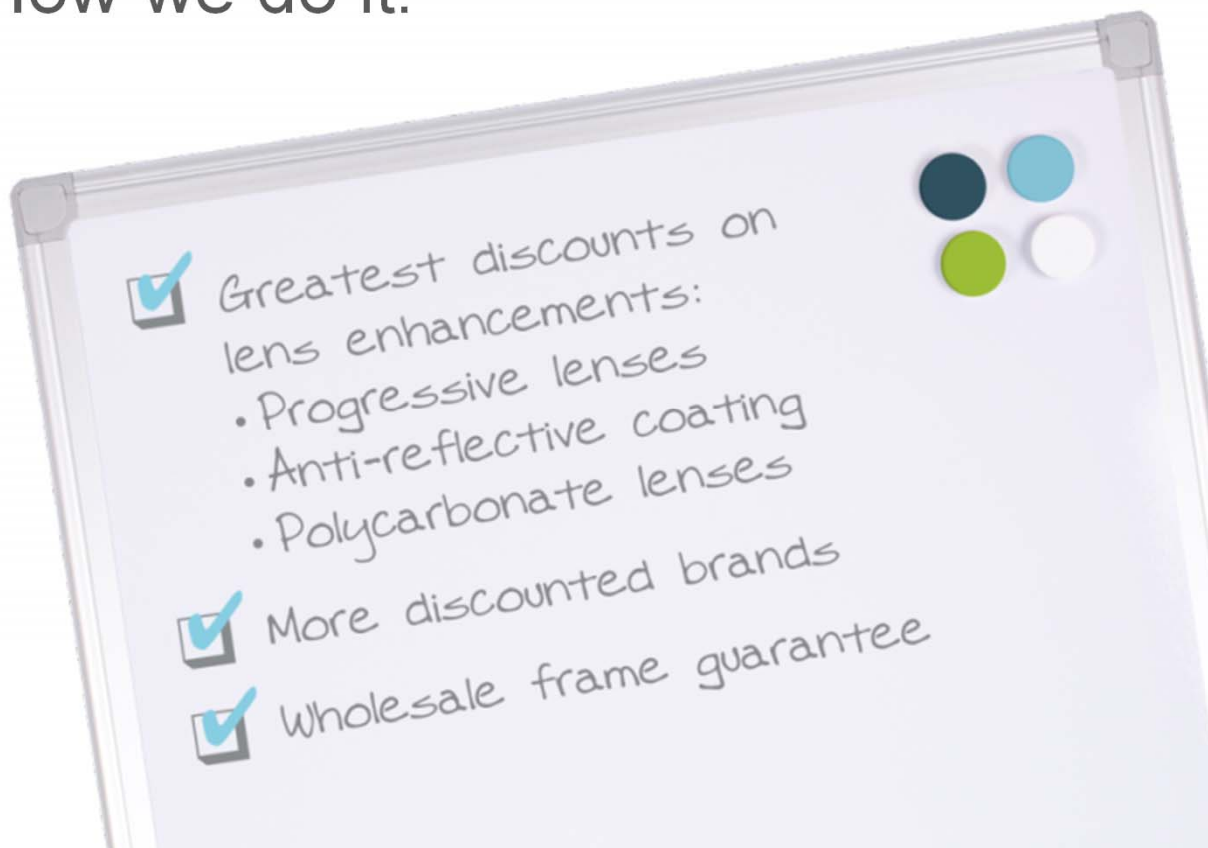 how we do it:
Greatest discounts on
lens enhancements:
• Progressive lenses
• Anti-reflective coating
• Polycarbonate lenses
More discounted brands
Wholesale frame guarantee